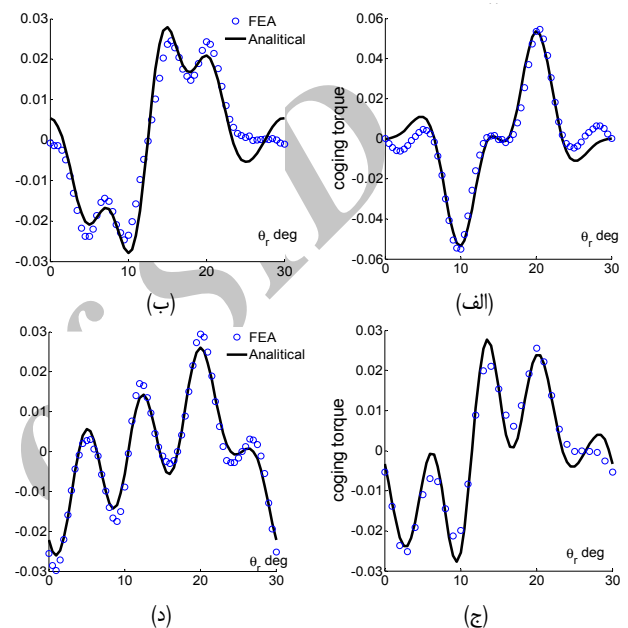 0.03
0.02
0.01
0
-0.01
-0.02
-0.03
0 10 20 30
FEA
Analitical
θr deg
(ب)
0.06
0.04
0.02
0
-0.02
-0.04
-0.06
0 10 20 30
coging torque
θr deg
(الف)
0.03
0.02
0.01
0
-0.01
-0.02
-0.03
0 10 20 30
FEA
Analitical
θr deg
(د)
0.03
0.02
0.01
0
-0.01
-0.02
-0.03
0 10 20 30
coging torque
θr deg
(ج)